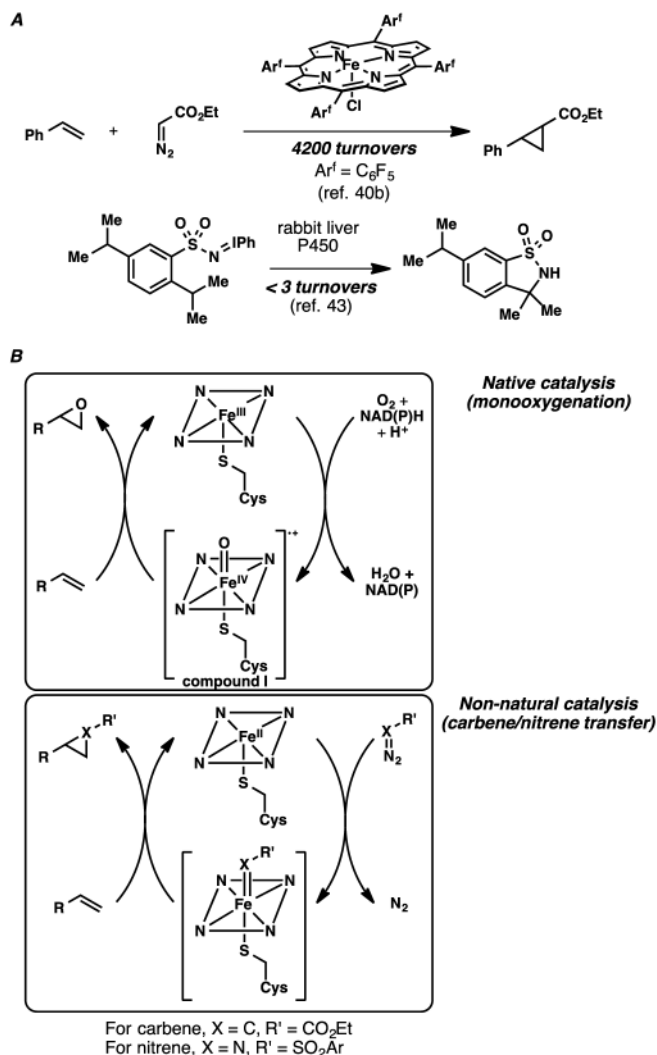 A
Ar^f
Ar^f
N
N
Fe
N
N
Ar^f
Ar^f
Cl
Ph
+
CO₂Et
N₂
4200 turnovers
Ar^f = C₆F₅
(ref. 40b)
Ph
CO₂Et
Me
Me
O
O
S
N
IPh
Me
Me
rabbit liver
P450
< 3 turnovers
(ref. 43)
Me
Me
O
O
S
NH
Me
Me
B
Native catalysis
(monooxygenation)
R
O
N
N
Fe^III
N
N
S
Cys
O₂ +
NAD(P)H
+ H⁺
R
O
N
N
Fe^IV
N
N
S
Cys
·+
compound I
H₂O +
NAD(P)
Non-natural catalysis
(carbene/nitrene transfer)
R
X
R'
N
N
Fe^II
N
N
S
Cys
R'
X
N₂
R
R'
X
N
N
Fe
N
N
S
Cys
N₂
For carbene, X = C, R' = CO₂Et
For nitrene, X = N, R' = SO₂Ar